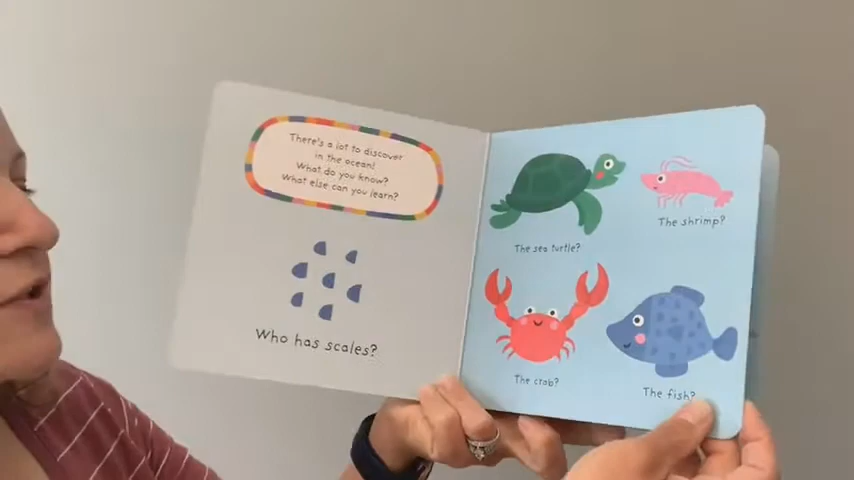 There's a lot to discover
in the ocean!
What do you know?
What else can you learn?
Who has scales?
The sea turtle?
The shrimp?
The crab?
The fish?